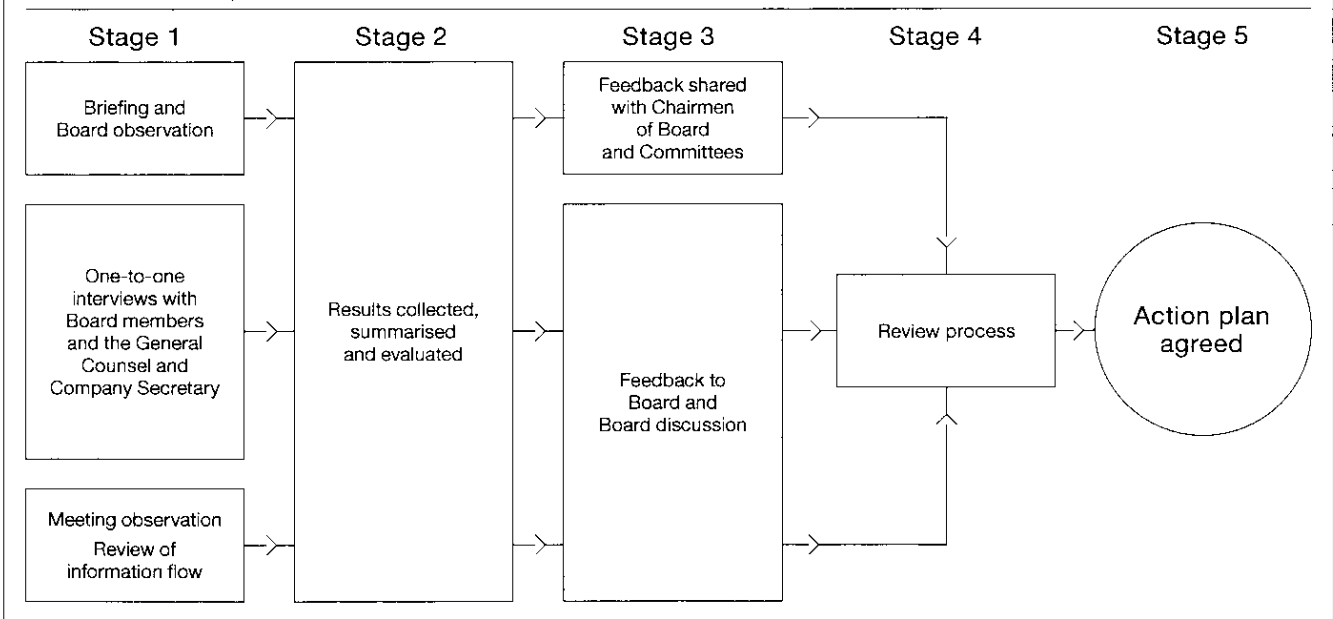 Stage 1
Stage 2
Stage 3
Stage 4
Stage 5
Briefing and
Board observation
One-to-one
interviews with
Board members
and the General
Counsel and
Company Secretary
Meeting observation
Review of
information flow
Results collected,
summarised
and evaluated
Feedback shared
with Chairmen
of Board
and Committees
Feedback to
Board and
Board discussion
Review process
Action plan
agreed